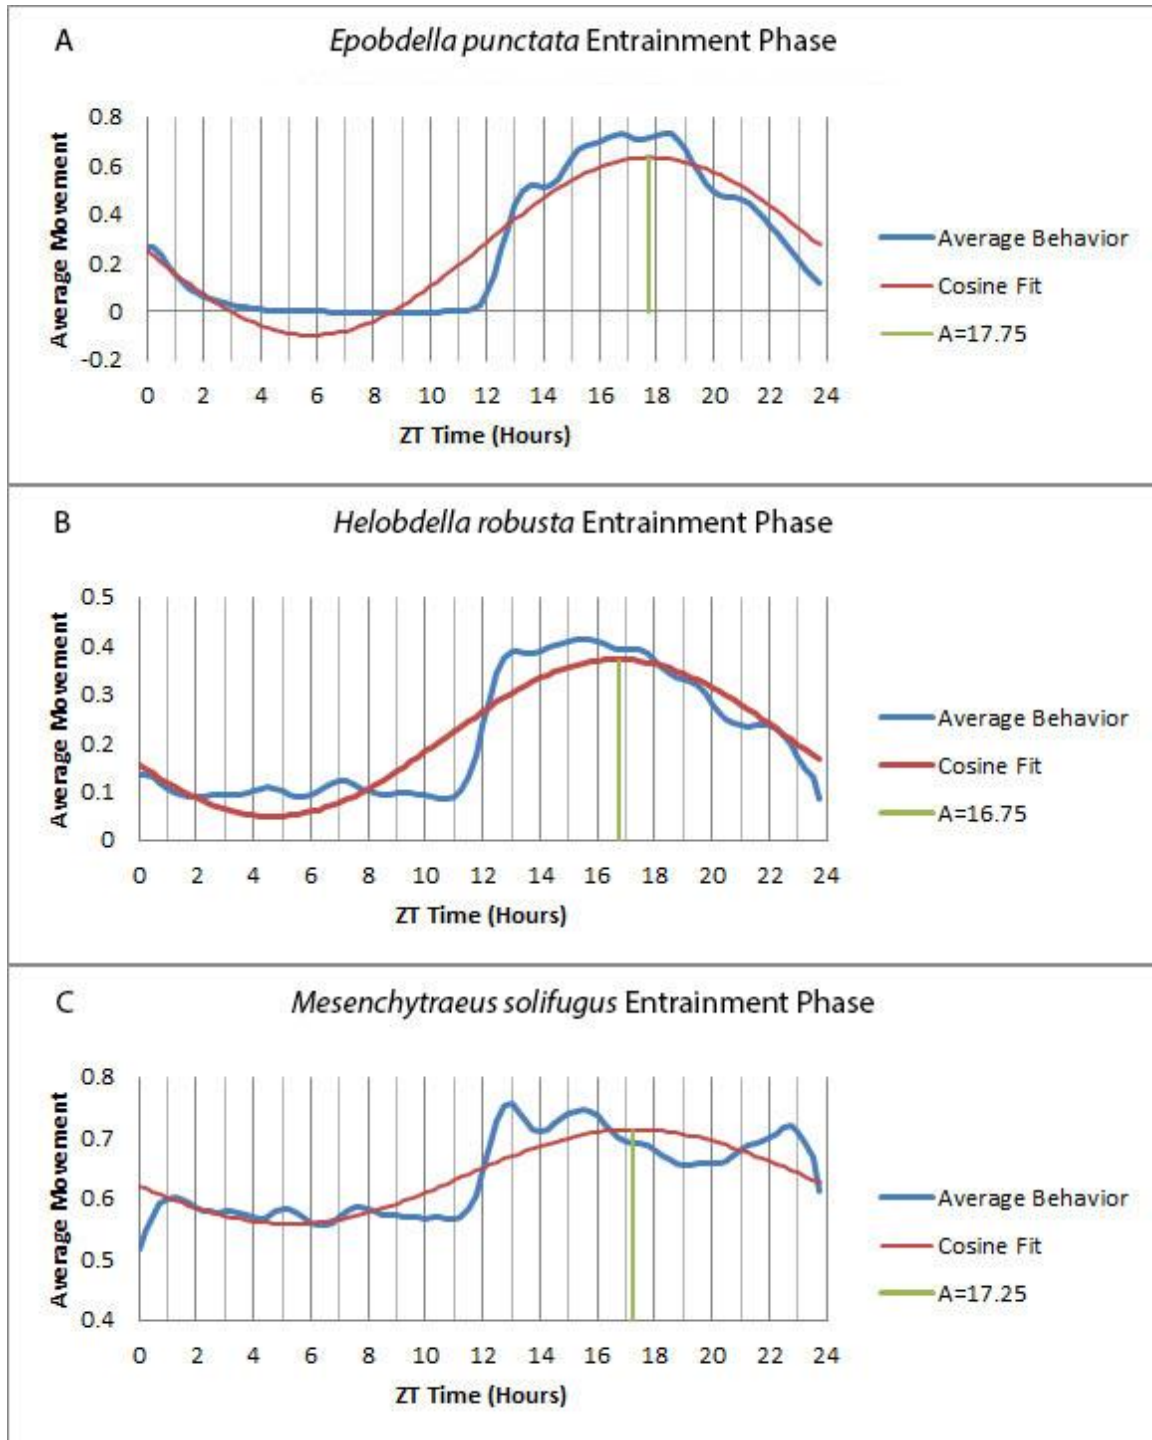 A
Epobdella punctata Entrainment Phase
Average Movement
0.8
0.6
0.4
0.2
0
-0.2
0 2 4 6 8 10 12 14 16 18 20 22 24
ZT Time (Hours)
Average Behavior
Cosine Fit
A=17.75
B
Helobdella robusta Entrainment Phase
Average Movement
0.5
0.4
0.3
0.2
0.1
0
0 2 4 6 8 10 12 14 16 18 20 22 24
ZT Time (Hours)
Average Behavior
Cosine Fit
A=16.75
C
Mesenchytraeus solifugus Entrainment Phase
Average Movement
0.8
0.7
0.6
0.5
0.4
0 2 4 6 8 10 12 14 16 18 20 22 24
ZT Time (Hours)
Average Behavior
Cosine Fit
A=17.25